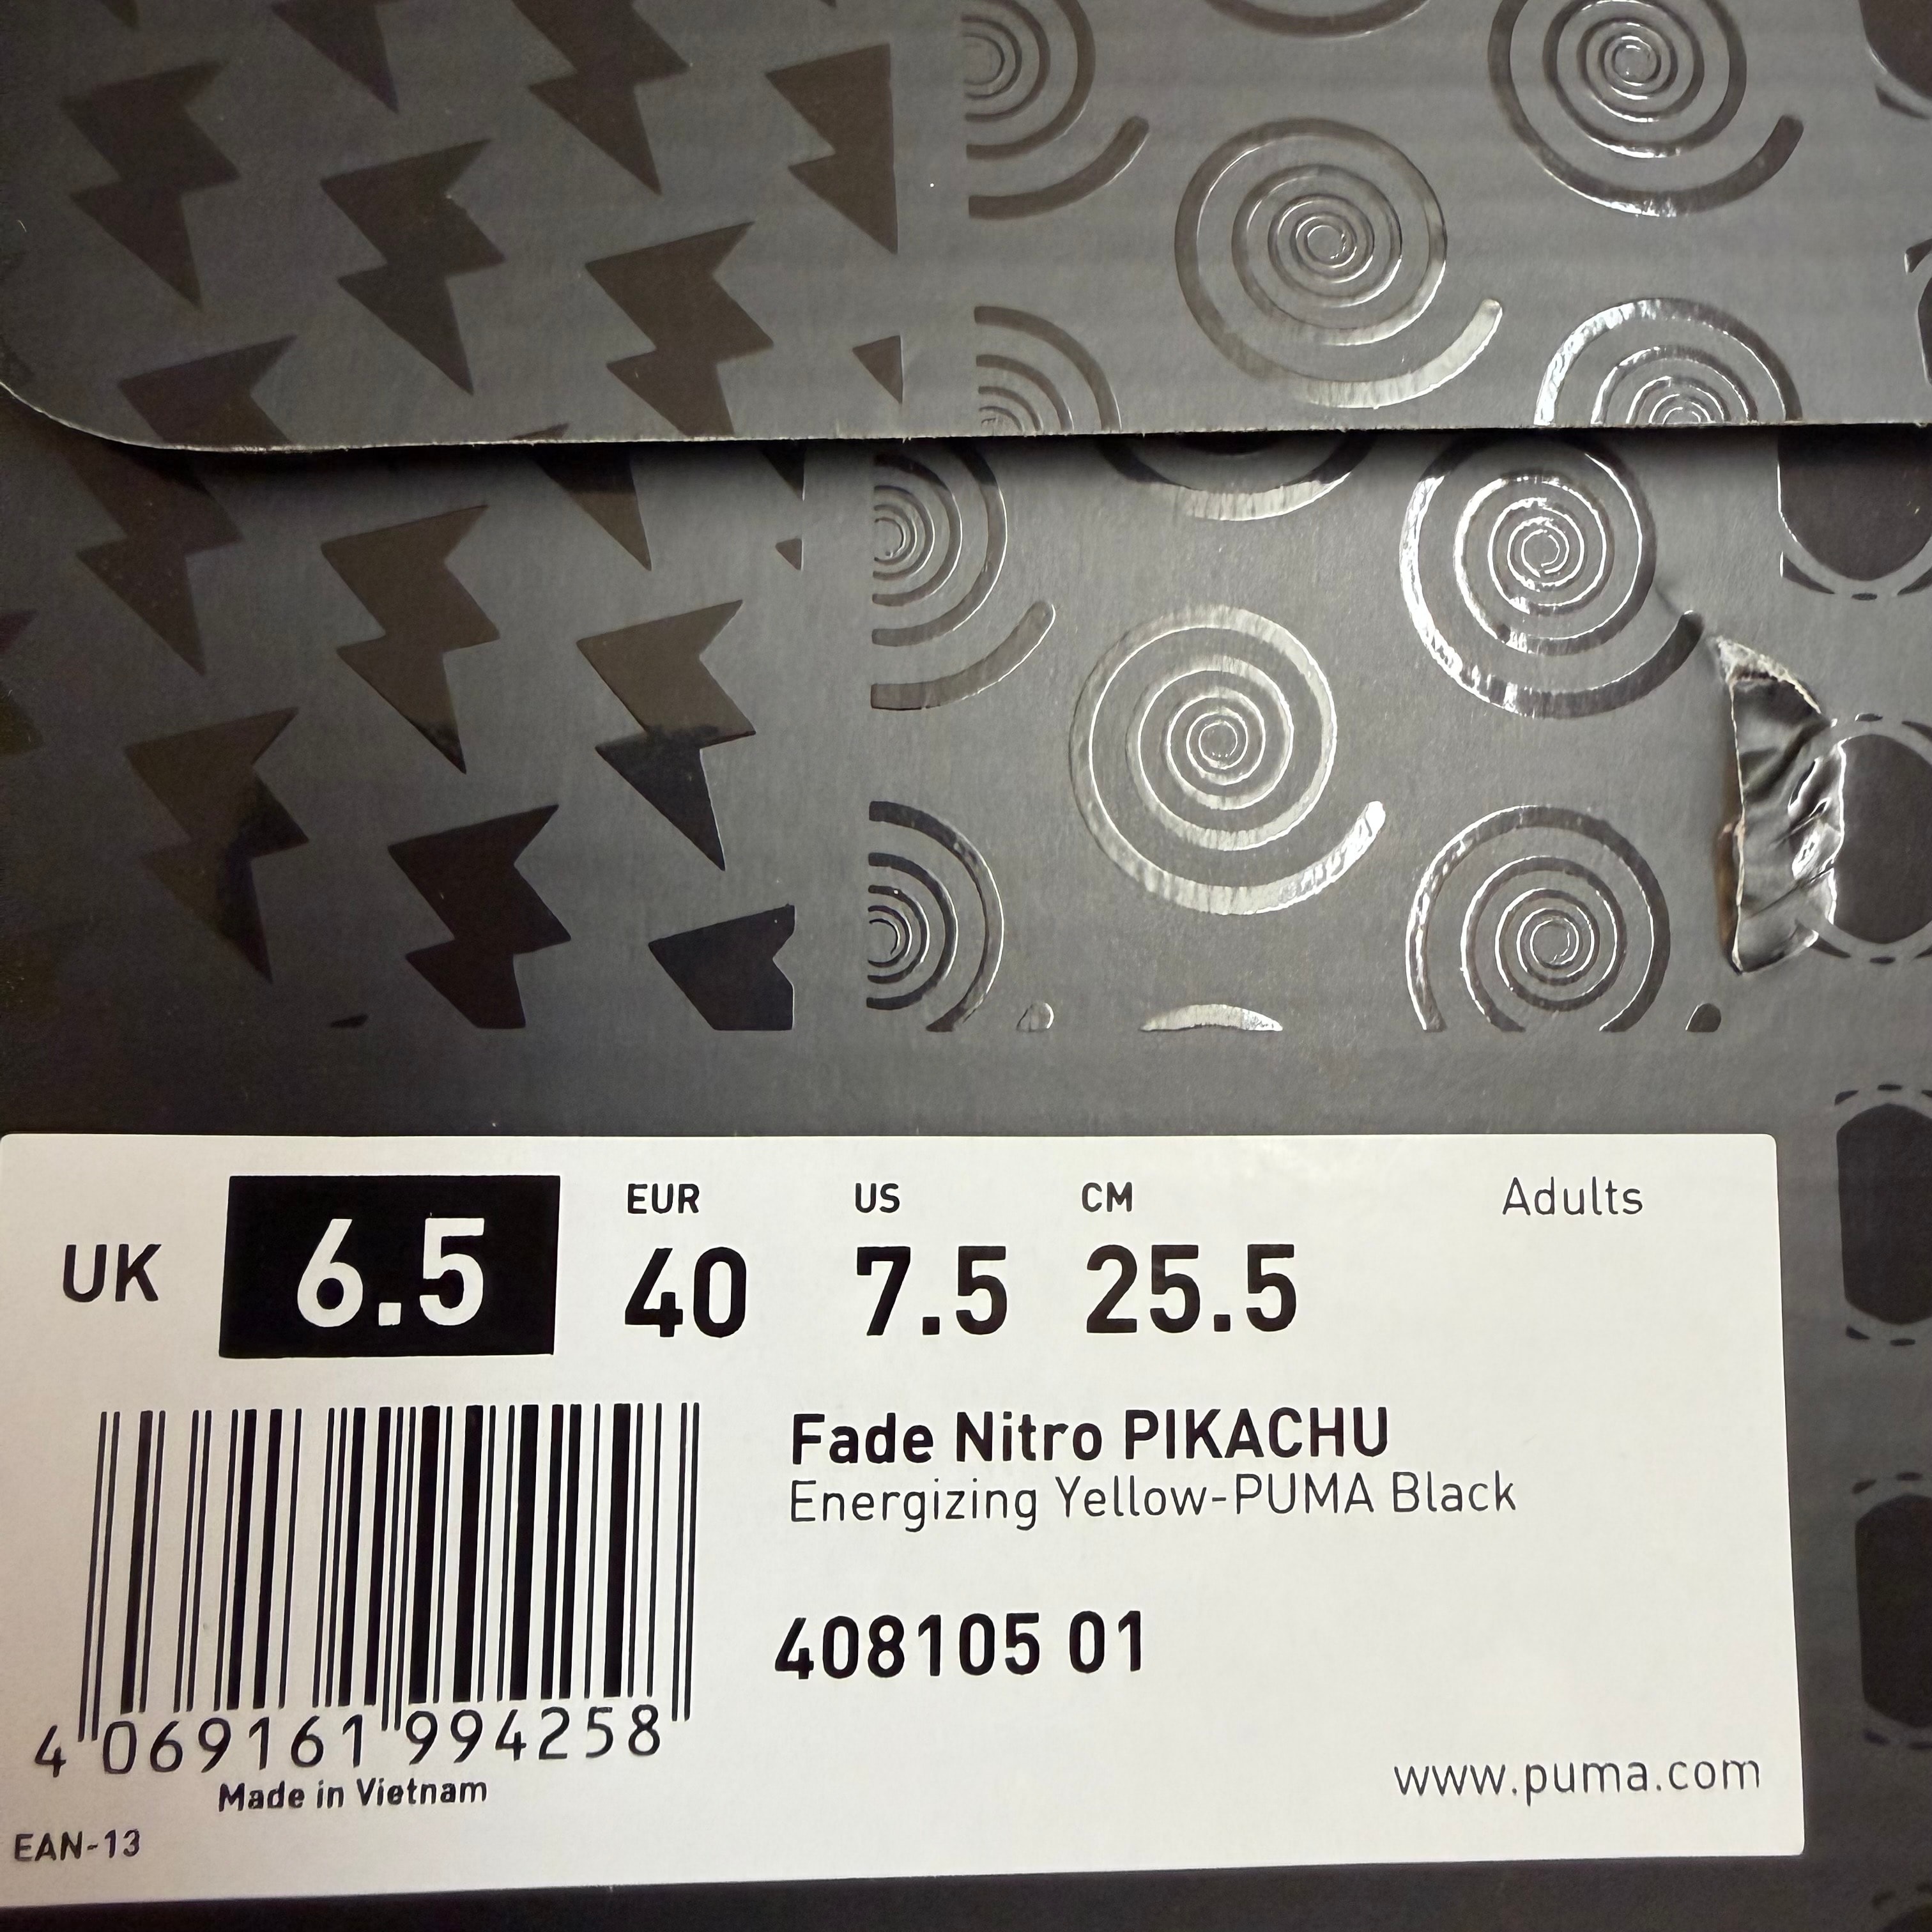 EUR US CM Adults
UK 6.5 40 7.5 25.5
Fade Nitro PIKACHU
Energizing Yellow-PUMA Black
408105 01
4 069161 994258
Made in Vietnam
www.puma.com
EAN-13